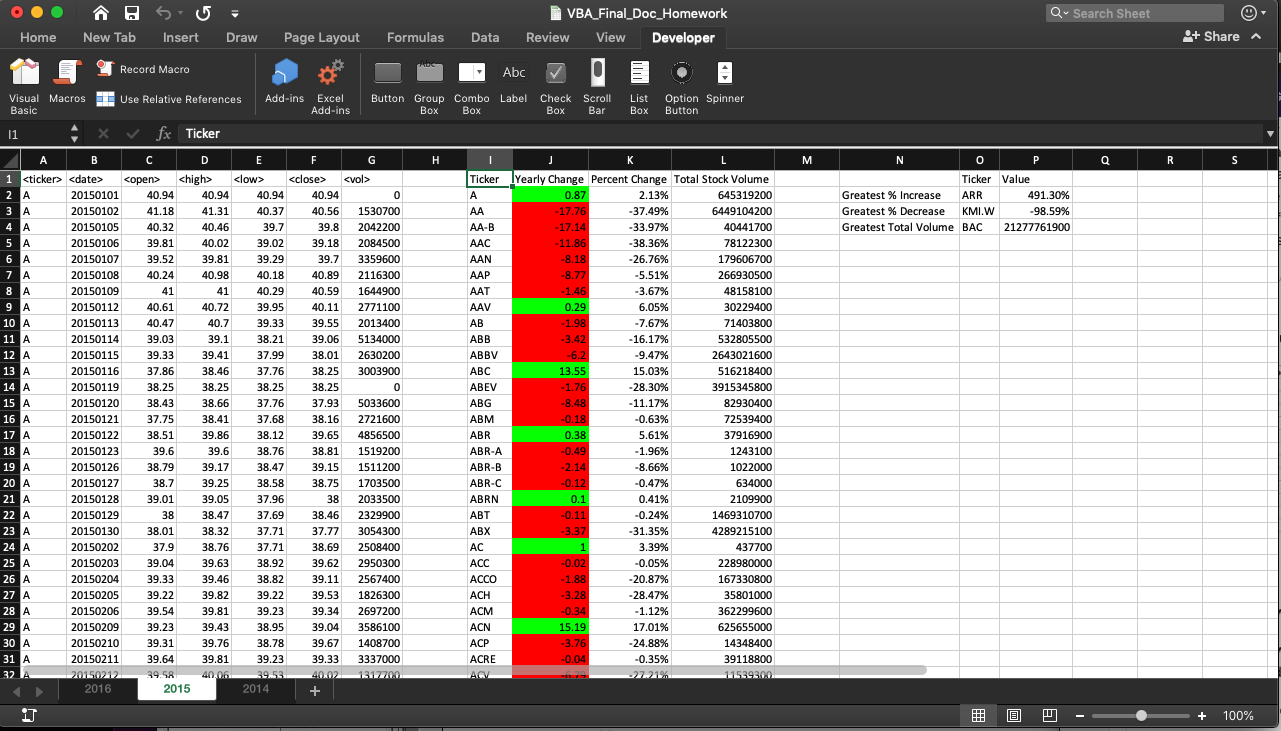 VBA_Final_Doc_Homework
Search Sheet
Home New Tab Insert Draw Page Layout Formulas Data Review View Developer Share
Record Macro
Use Relative References
Visual Basic Macros Add-ins Excel Add-ins Button Group Box Combo Box Label Check Box Scroll Bar List Box Option Button Spinner
Abc Abc
I1 fx Ticker
A B C D E F G H I J K L M N O P Q R S
1 <ticker> <date> <open> <high> <low> <close> <vol> Ticker Yearly Change Percent Change Total Stock Volume Ticker Value
2 A 20150101 40.94 40.94 40.94 40.94 0 A 0.87 2.13% 645319200 Greatest % Increase ARR 491.30%
3 A 20150102 41.18 41.31 40.37 40.56 1530700 AA -17.76 -37.49% 6449104200 Greatest % Decrease KMI.W -98.59%
4 A 20150105 40.32 40.46 39.7 39.8 2042200 AA-B -17.14 -33.97% 40441700 Greatest Total Volume BAC 21277761900
5 A 20150106 39.81 40.02 39.02 39.18 2084500 AAC -11.86 -38.36% 78122300
6 A 20150107 39.52 39.81 39.29 39.7 3359600 AAN -8.18 -26.76% 179606700
7 A 20150108 40.24 40.98 40.18 40.89 2116300 AAP -8.77 -5.51% 266930500
8 A 20150109 41 41 40.29 40.59 1644900 AAT -1.46 -3.67% 48158100
9 A 20150112 40.61 40.72 39.95 40.11 2771100 AAV 0.29 6.05% 30229400
10 A 20150113 40.47 40.7 39.33 39.55 2013400 AB -1.98 -7.67% 71403800
11 A 20150114 39.03 39.1 38.21 39.06 5134000 ABB -3.42 -16.17% 532805500
12 A 20150115 39.33 39.41 37.99 38.01 2630200 ABBV -6.2 -9.47% 2643021600
13 A 20150116 37.86 38.46 37.76 38.25 3003900 ABC 13.55 15.03% 516218400
14 A 20150119 38.25 38.25 38.25 38.25 0 ABEV -1.76 -28.30% 3915345800
15 A 20150120 38.43 38.66 37.76 37.93 5033600 ABG -8.48 -11.17% 82930400
16 A 20150121 37.75 38.41 37.68 38.16 2721600 ABM -0.18 -0.63% 72539400
17 A 20150122 38.51 39.86 38.12 39.65 4856500 ABR 0.38 5.61% 37916900
18 A 20150123 39.6 39.6 38.76 38.81 1519200 ABR-A -0.49 -1.96% 1243100
19 A 20150126 38.79 39.17 38.47 39.15 1511200 ABR-B -2.14 -8.66% 1022000
20 A 20150127 38.7 39.25 38.58 38.75 1703500 ABR-C -0.12 -0.47% 634000
21 A 20150128 39.01 39.05 37.96 38 2033500 ABRN 0.1 0.41% 2109900
22 A 20150129 38 38.47 37.69 38.46 2329900 ABT -0.11 -0.24% 1469310700
23 A 20150130 38.01 38.32 37.71 37.77 3054300 ABX -3.37 -31.35% 4289215100
24 A 20150202 37.9 38.76 37.71 38.69 2508400 AC 1 3.39% 437700
25 A 20150203 39.04 39.63 38.92 39.62 2950300 ACC -0.02 -0.05% 228980000
26 A 20150204 39.33 39.46 38.82 39.11 2567400 ACCO -1.88 -20.87% 167330800
27 A 20150205 39.22 39.82 39.22 39.53 1826300 ACH -3.28 -28.47% 35801000
28 A 20150206 39.54 39.81 39.23 39.34 2697200 ACM -0.34 -1.12% 362299600
29 A 20150209 39.23 39.43 38.95 39.04 3586100 ACN 15.19 17.01% 625655000
30 A 20150210 39.31 39.76 38.78 39.67 1408700 ACP -3.76 -24.88% 14348400
31 A 20150211 39.64 39.81 39.23 39.33 3337000 ACRE -0.04 -0.35% 39118800
32 A 20150212 39.58 40.06 39.53 40.02 1317700 ACV -6.79 -27.21% 11539300
2016 2015 2014 +
100%